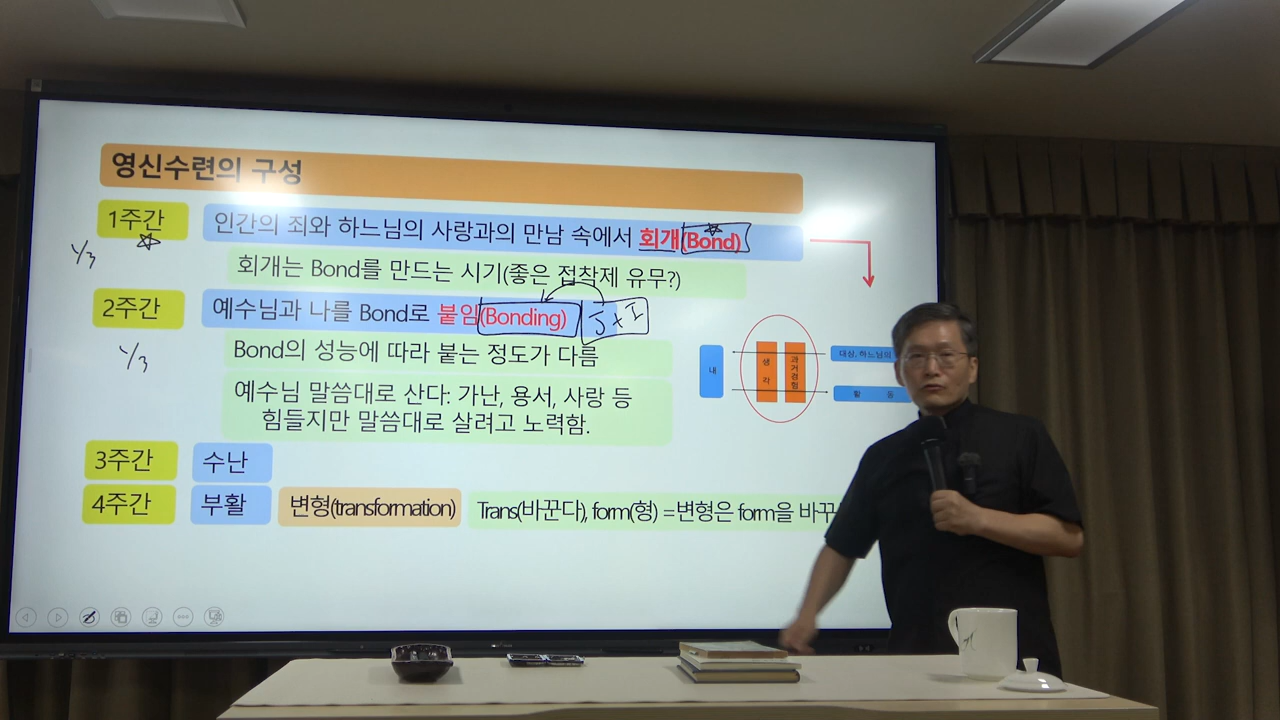 영신수련의 구성
1주간
인간의 죄와 하느님의 사랑과의 만남 속에서 회개(Bond)
1/3
회개는 Bond를 만드는 시기(좋은 접착제 유무?)
2주간
예수님과 나를 Bond로 붙임(Bonding)
J+I
1/3
Bond의 성능에 따라 붙는 정도가 다름
예수님 말씀대로 산다: 가난, 용서, 사랑 등
힘들지만 말씀대로 살려고 노력함.
내
생각
과거경험
대상, 하느님의
활 동
3주간
수난
4주간
부활
변형(transformation)
Trans(바꾼다), form(형) =변형은 form을 바꾸